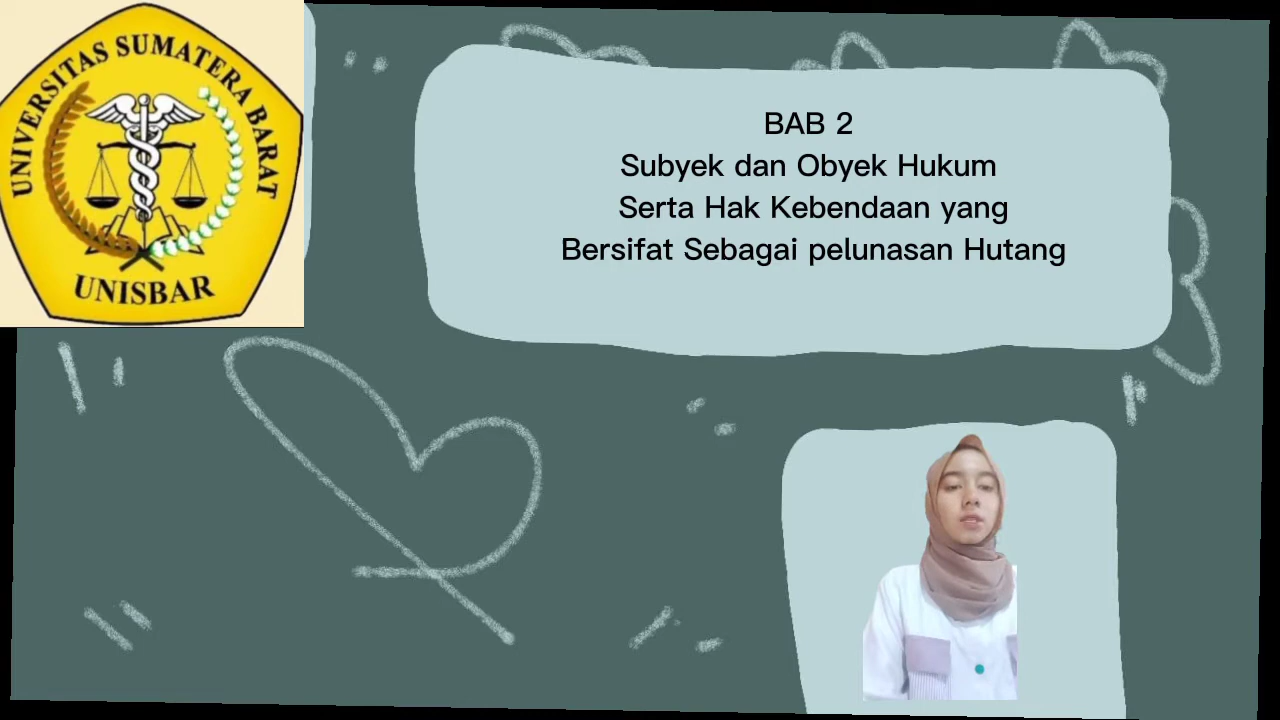 UNIVERSITAS SUMATERA BARAT
UNISBAR
BAB 2
Subyek dan Obyek Hukum
Serta Hak Kebendaan yang
Bersifat Sebagai pelunasan Hutang